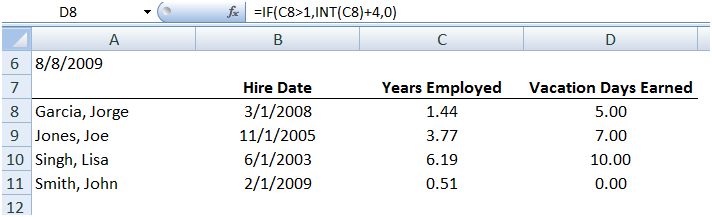 D8 fx =IF(C8>1,INT(C8)+4,0)
A B C D
6 8/8/2009
7 Hire Date Years Employed Vacation Days Earned
8 Garcia, Jorge 3/1/2008 1.44 5.00
9 Jones, Joe 11/1/2005 3.77 7.00
10 Singh, Lisa 6/1/2003 6.19 10.00
11 Smith, John 2/1/2009 0.51 0.00
12